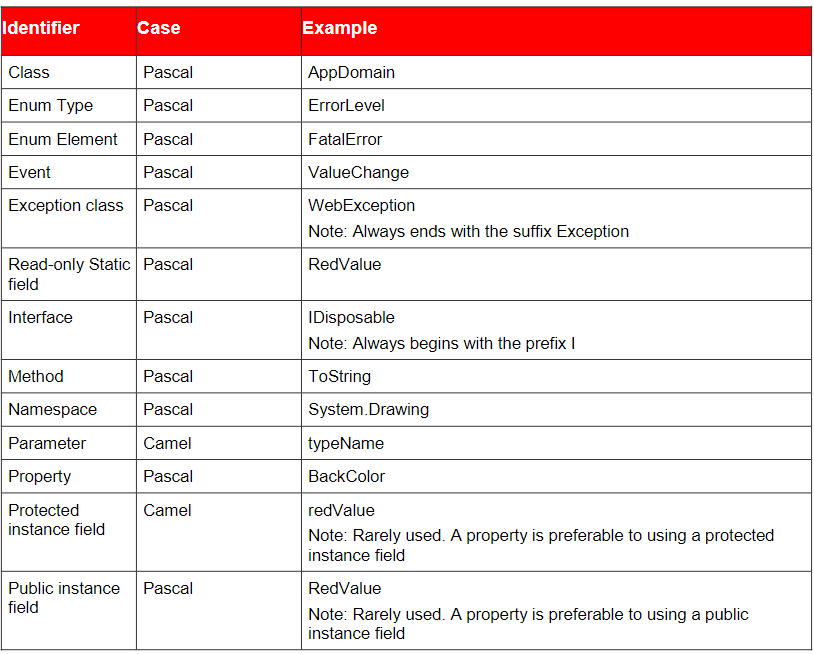 Identifier Case Example
Class Pascal AppDomain
Enum Type Pascal ErrorLevel
Enum Element Pascal FatalError
Event Pascal ValueChange
Exception class Pascal WebException
Note: Always ends with the suffix Exception
Read-only Static Pascal RedValue
field
Interface Pascal IDisposable
Note: Always begins with the prefix I
Method Pascal ToString
Namespace Pascal System.Drawing
Parameter Camel typeName
Property Pascal BackColor
Protected Camel redValue
instance field
Note: Rarely used. A property is preferable to using a protected
instance field
Public instance Pascal RedValue
field
Note: Rarely used. A property is preferable to using a public
instance field